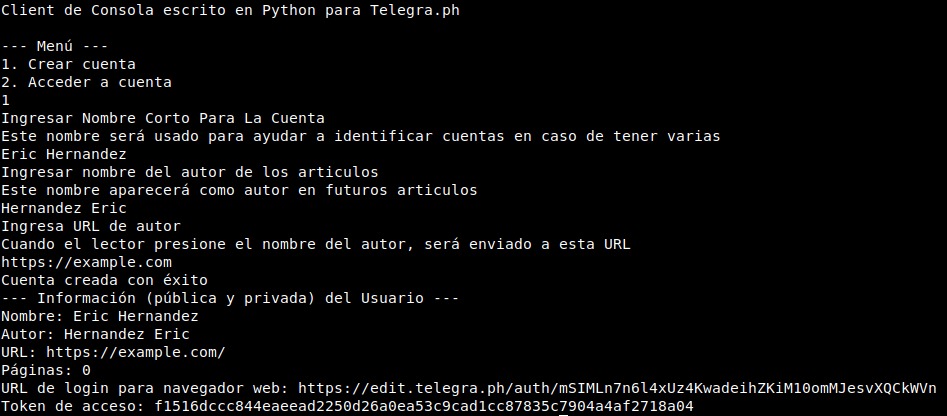 Client de Consola escrito en Python para Telegra.ph
--- Menú ---
1. Crear cuenta
2. Acceder a cuenta
1
Ingresar Nombre Corto Para La Cuenta
Este nombre será usado para ayudar a identificar cuentas en caso de tener varias
Eric Hernandez
Ingresar nombre del autor de los articulos
Este nombre aparecerá como autor en futuros articulos
Hernandez Eric
Ingresa URL de autor
Cuando el lector presione el nombre del autor, será enviado a esta URL
https://example.com
Cuenta creada con éxito
--- Información (pública y privada) del Usuario ---
Nombre: Eric Hernandez
Autor: Hernandez Eric
URL: https://example.com/
Páginas: 0
URL de login para navegador web: https://edit.telegra.ph/auth/mSIMLn7n6l4xUz4KwadeihZKiM10omMJesvXQCkWVn
Token de acceso: f1516dccc844eaeead2250d26a0ea53c9cad1cc87835c7904a4af2718a04